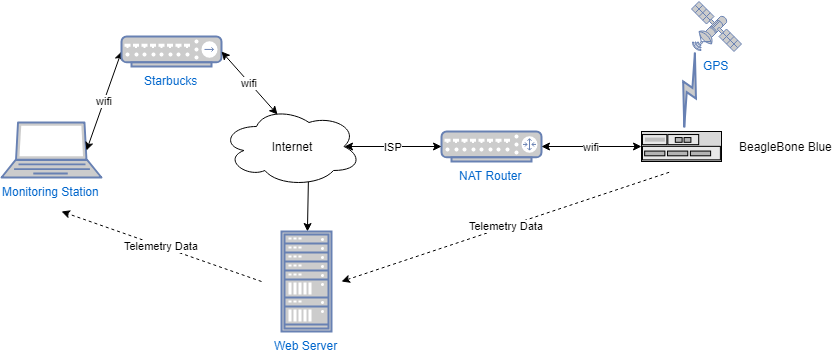 GPS
Starbucks
wifi
wifi
Internet
ISP
NAT Router
wifi
BeagleBone Blue
Monitoring Station
Telemetry Data
Telemetry Data
Web Server